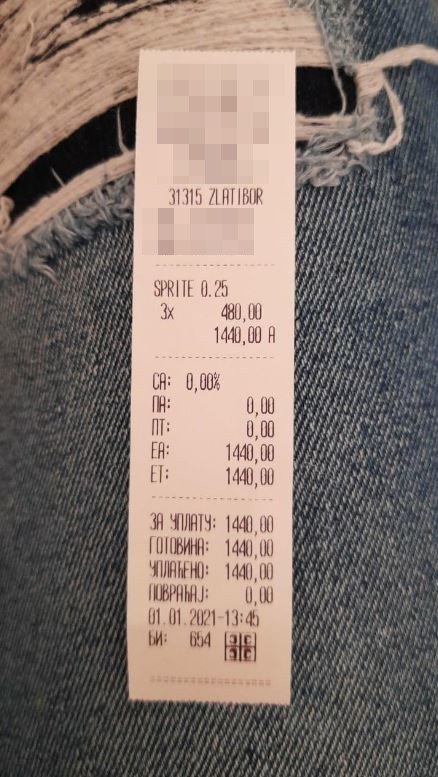 31315 ZLATIBOR
SPRITE 0.25
3x 480,00
1440,00 A
СА: 0,00%
ПА: 0,00
ПТ: 0,00
ЕА: 1440,00
ЕТ: 1440,00
ЗА УПЛАТУ: 1440,00
ГОТОВИНА: 1440,00
УПЛАЋЕНО: 1440,00
ПОВРАЋАЈ: 0,00
01.01.2021-13:45
БИ: 654